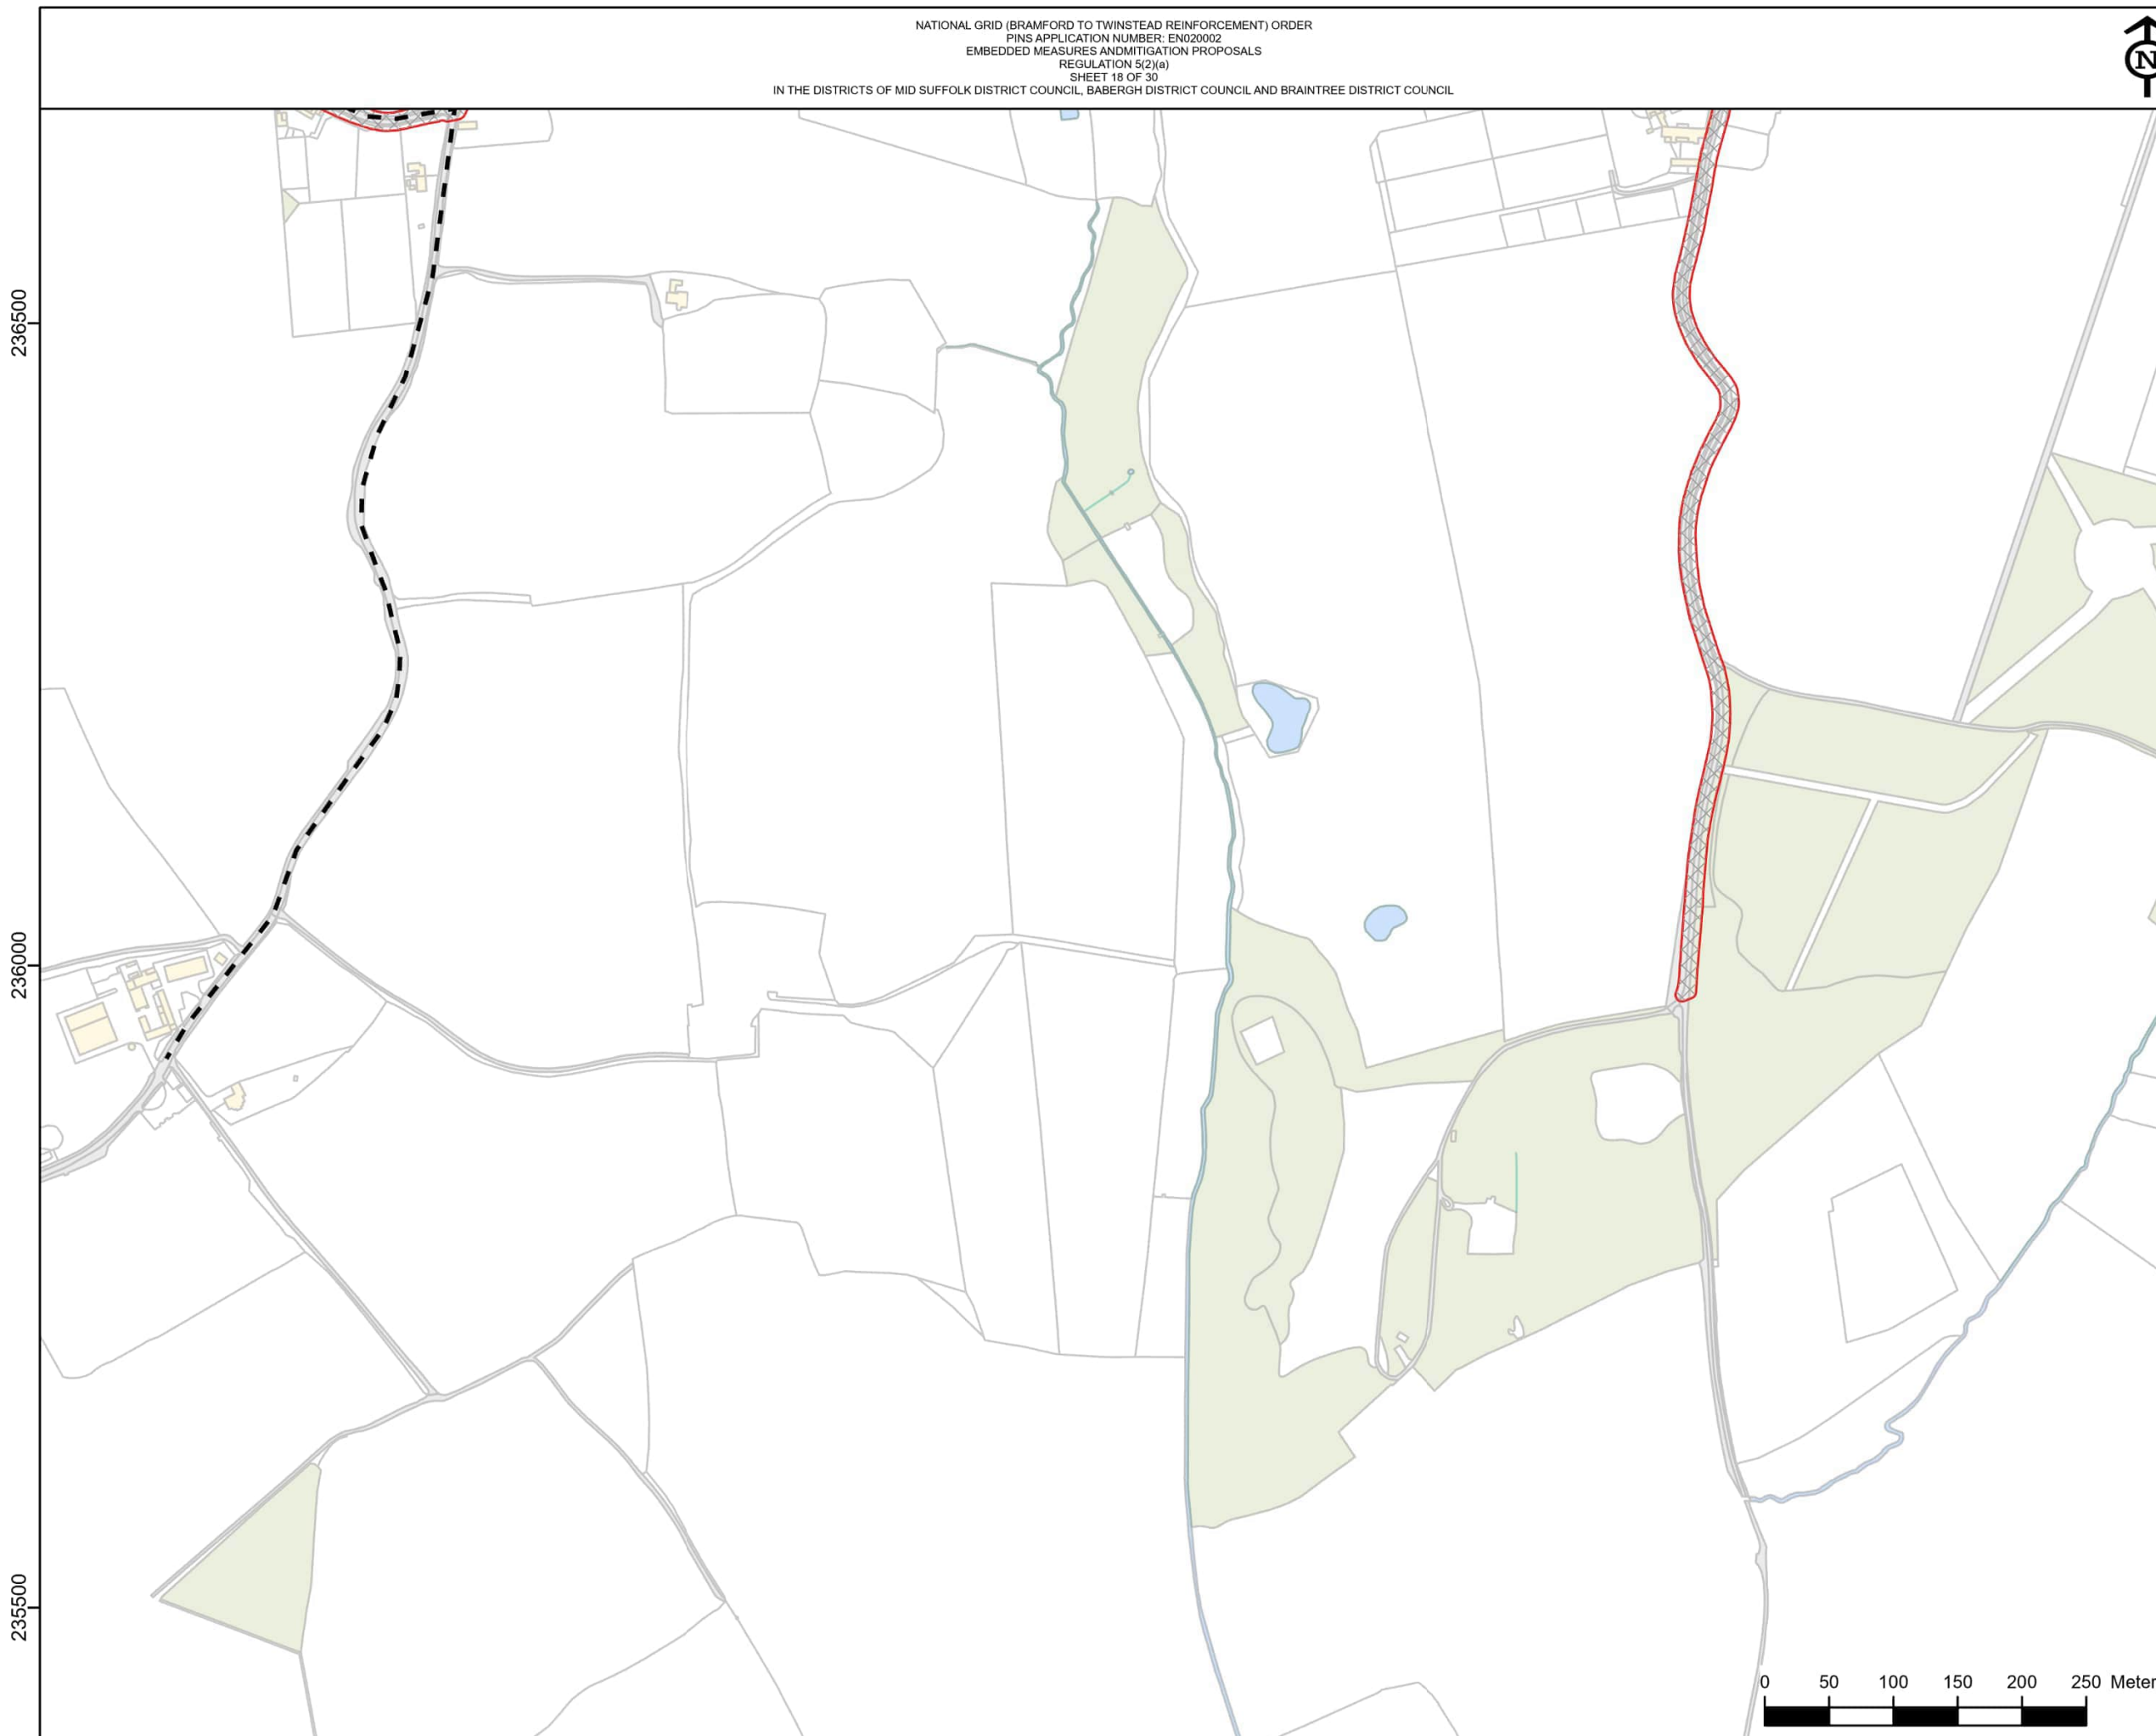 NATIONAL GRID (BRAMFORD TO TWINSTEAD REINFORCEMENT) ORDER
PINS APPLICATION NUMBER: EN020002
EMBEDDED MEASURES ANDMITIGATION PROPOSALS
REGULATION 5(2)(a)
SHEET 18 OF 30
IN THE DISTRICTS OF MID SUFFOLK DISTRICT COUNCIL, BABERGH DISTRICT COUNCIL AND BRAINTREE DISTRICT COUNCIL
N
236500
236000
235500
0 50 100 150 200 250 Meter